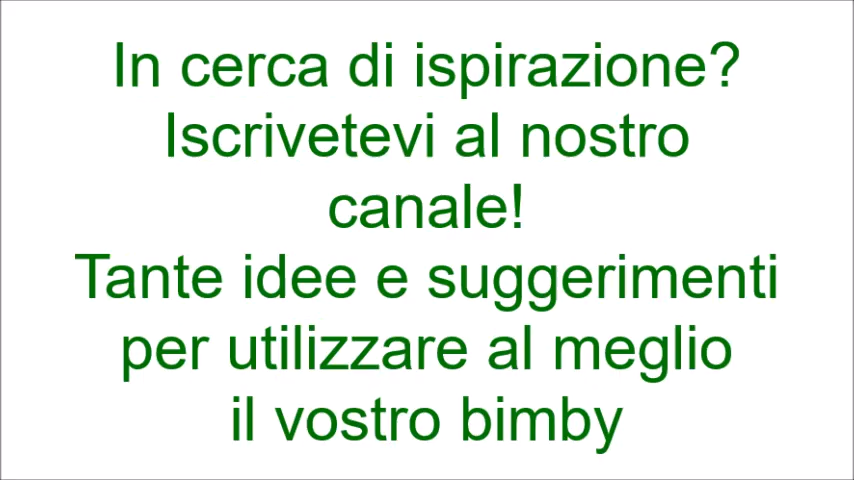 In cerca di ispirazione?
Iscrivetevi al nostro
canale!
Tante idee e suggerimenti
per utilizzare al meglio
il vostro bimby